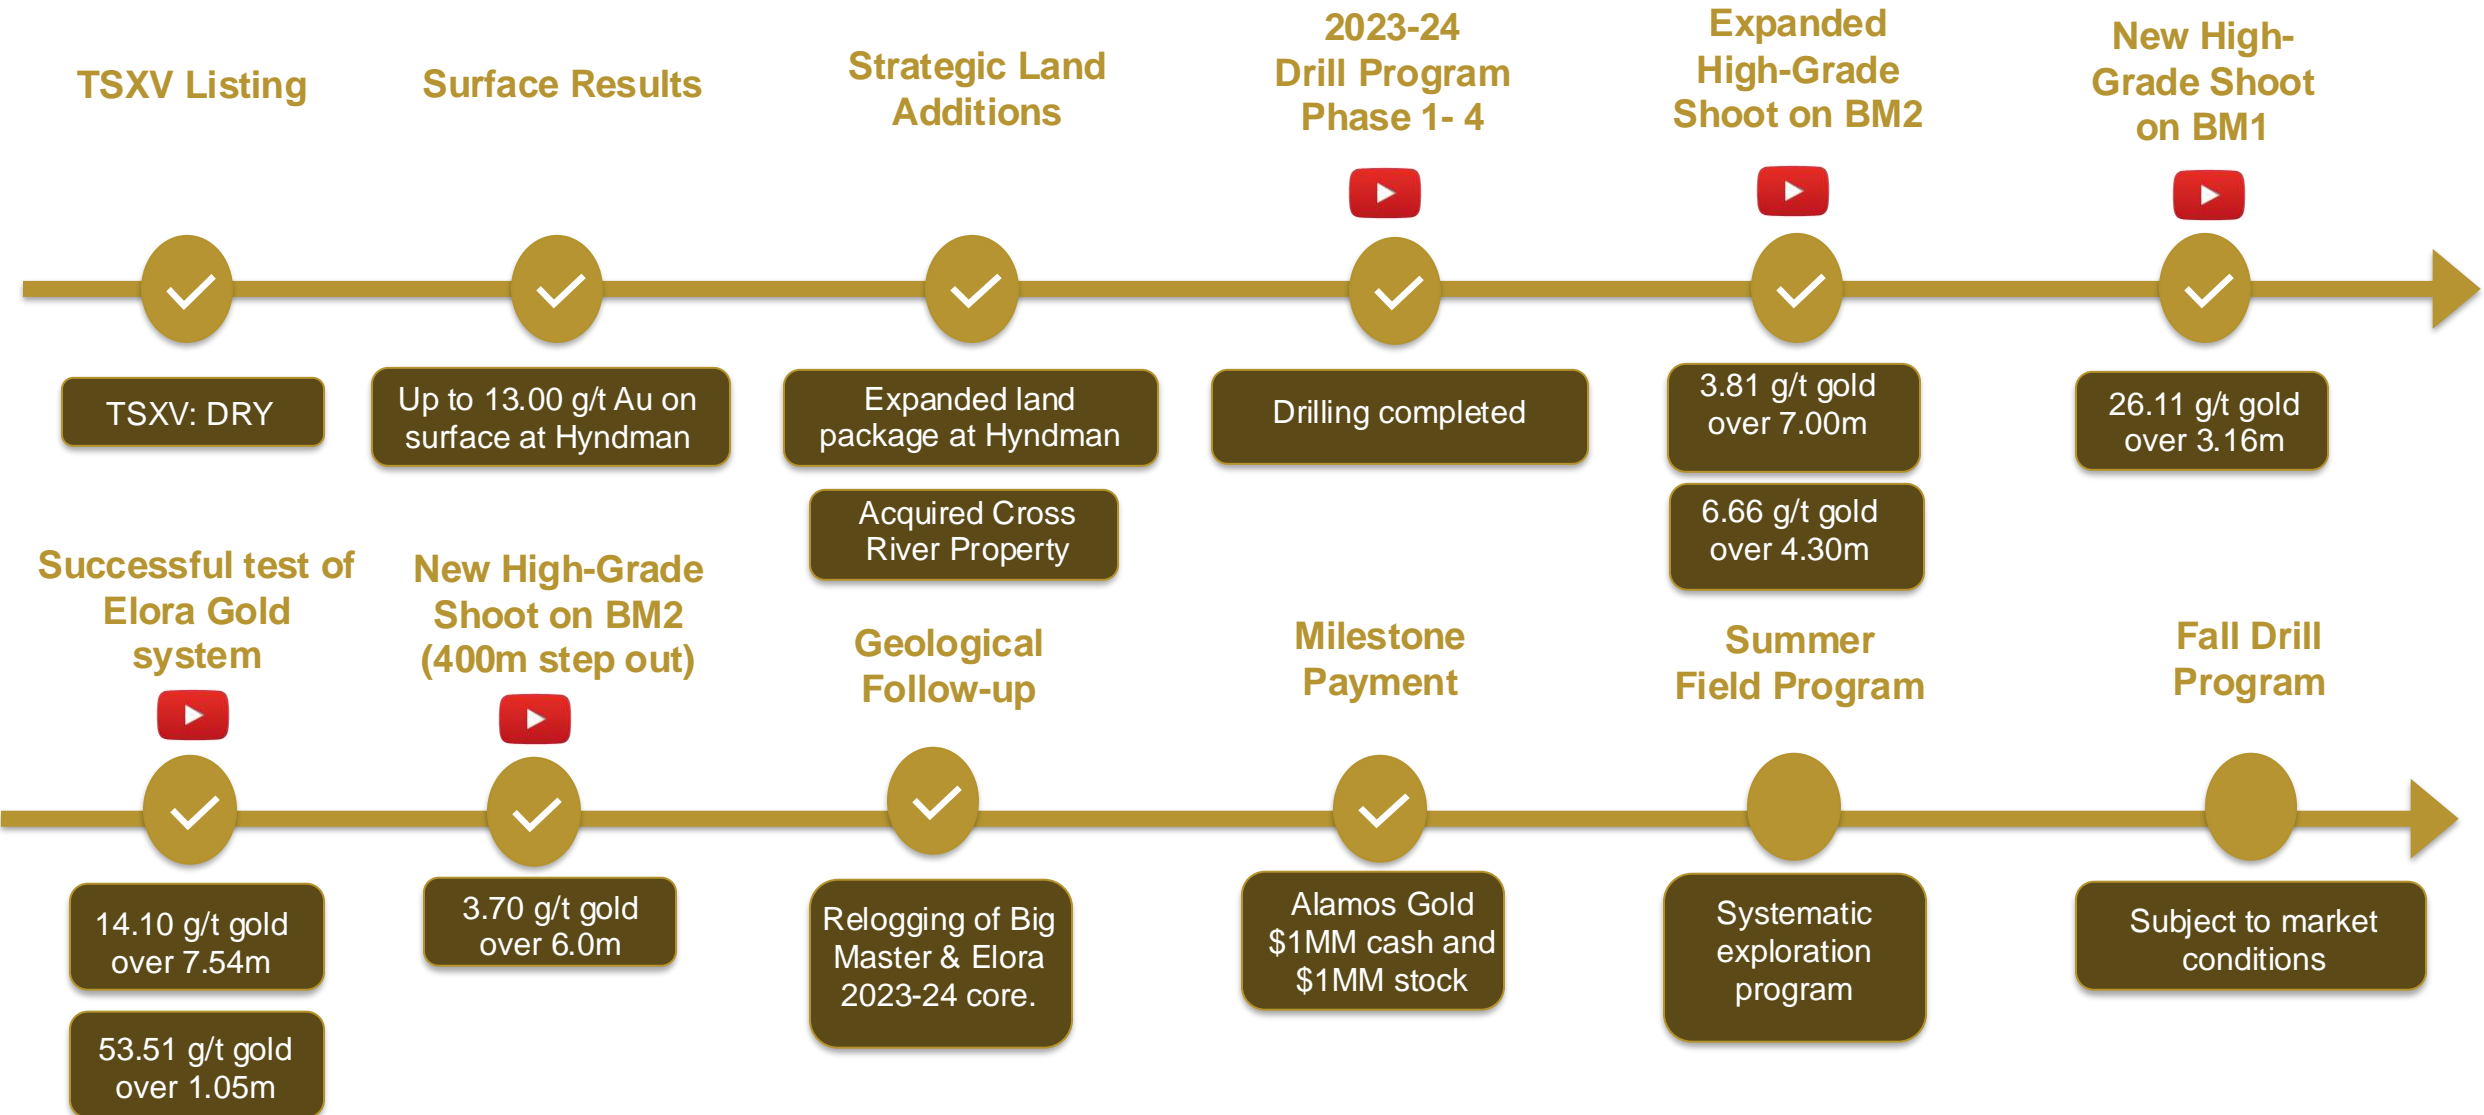 TSXV Listing
Surface Results
Strategic Land
Additions
2023-24
Drill Program
Phase 1- 4
Expanded
High-Grade
Shoot on BM2
New High-
Grade Shoot
on BM1
TSXV: DRY
Up to 13.00 g/t Au on
surface at Hyndman
Expanded land
package at Hyndman
Acquired Cross
River Property
Drilling completed
3.81 g/t gold
over 7.00m
6.66 g/t gold
over 4.30m
26.11 g/t gold
over 3.16m
Successful test of
Elora Gold
system
New High-Grade
Shoot on BM2
(400m step out)
Geological
Follow-up
Milestone
Payment
Summer
Field Program
Fall Drill
Program
14.10 g/t gold
over 7.54m
53.51 g/t gold
over 1.05m
3.70 g/t gold
over 6.0m
Relogging of Big
Master & Elora
2023-24 core.
Alamos Gold
$1MM cash and
$1MM stock
Systematic
exploration
program
Subject to market
conditions